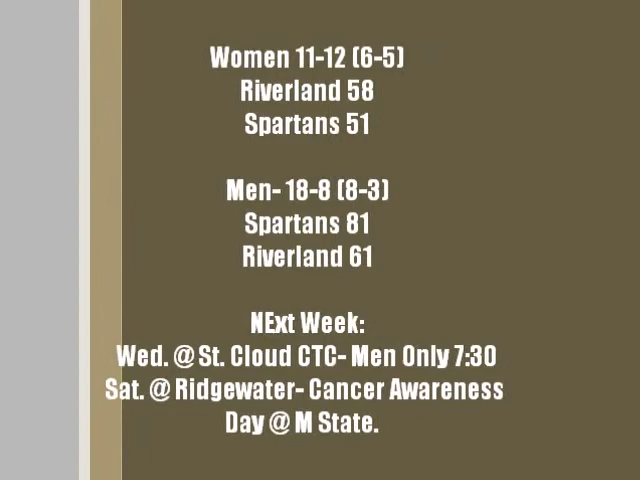 Women 11-12 (6-5)
Riverland 58
Spartans 51
Men- 18-8 (8-3)
Spartans 81
Riverland 61
NExt Week:
Wed. @ St. Cloud CTC- Men Only 7:30
Sat. @ Ridgewater- Cancer Awareness
Day @ M State.